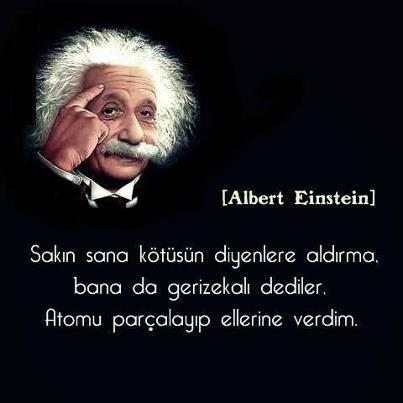 [Albert Einstein]
Sakın sana kötüsün diyenlere aldırma,
bana da gerizekalı dediler,
Atomu parçalayıp ellerine verdim.